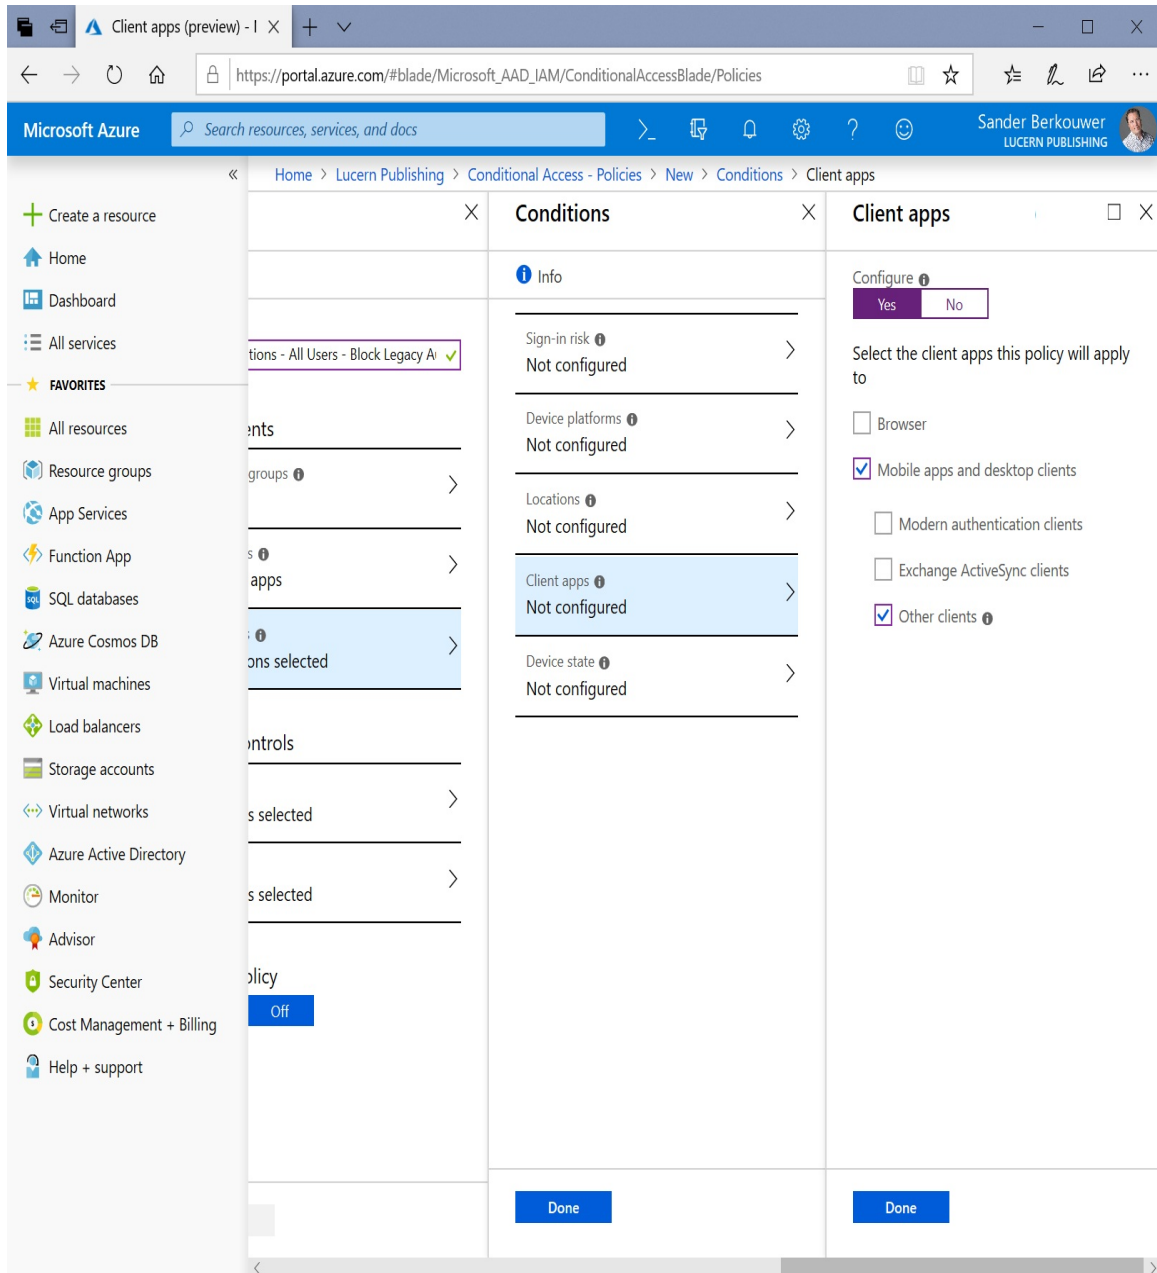 Client apps (preview) - 
https://portal.azure.com/#blade/Microsoft_AAD_IAM/ConditionalAccessBlade/Policies
Microsoft Azure
Search resources, services, and docs
Sander Berkouwer
LUCERN PUBLISHING
Home > Lucern Publishing > Conditional Access - Policies > New > Conditions > Client apps
Create a resource
Home
Dashboard
All services
FAVORITES
All resources
Resource groups
App Services
Function App
SQL databases
Azure Cosmos DB
Virtual machines
Load balancers
Storage accounts
Virtual networks
Azure Active Directory
Monitor
Advisor
Security Center
Cost Management + Billing
Help + support
tions - All Users - Block Legacy A
ents
groups
s
apps
s
ons selected
ontrols
s selected
s selected
olicy
Off
Conditions
Info
Sign-in risk
Not configured
Device platforms
Not configured
Locations
Not configured
Client apps
Not configured
Device state
Not configured
Done
Client apps
Configure
Yes
No
Select the client apps this policy will apply
to
Browser
Mobile apps and desktop clients
Modern authentication clients
Exchange ActiveSync clients
Other clients
Done